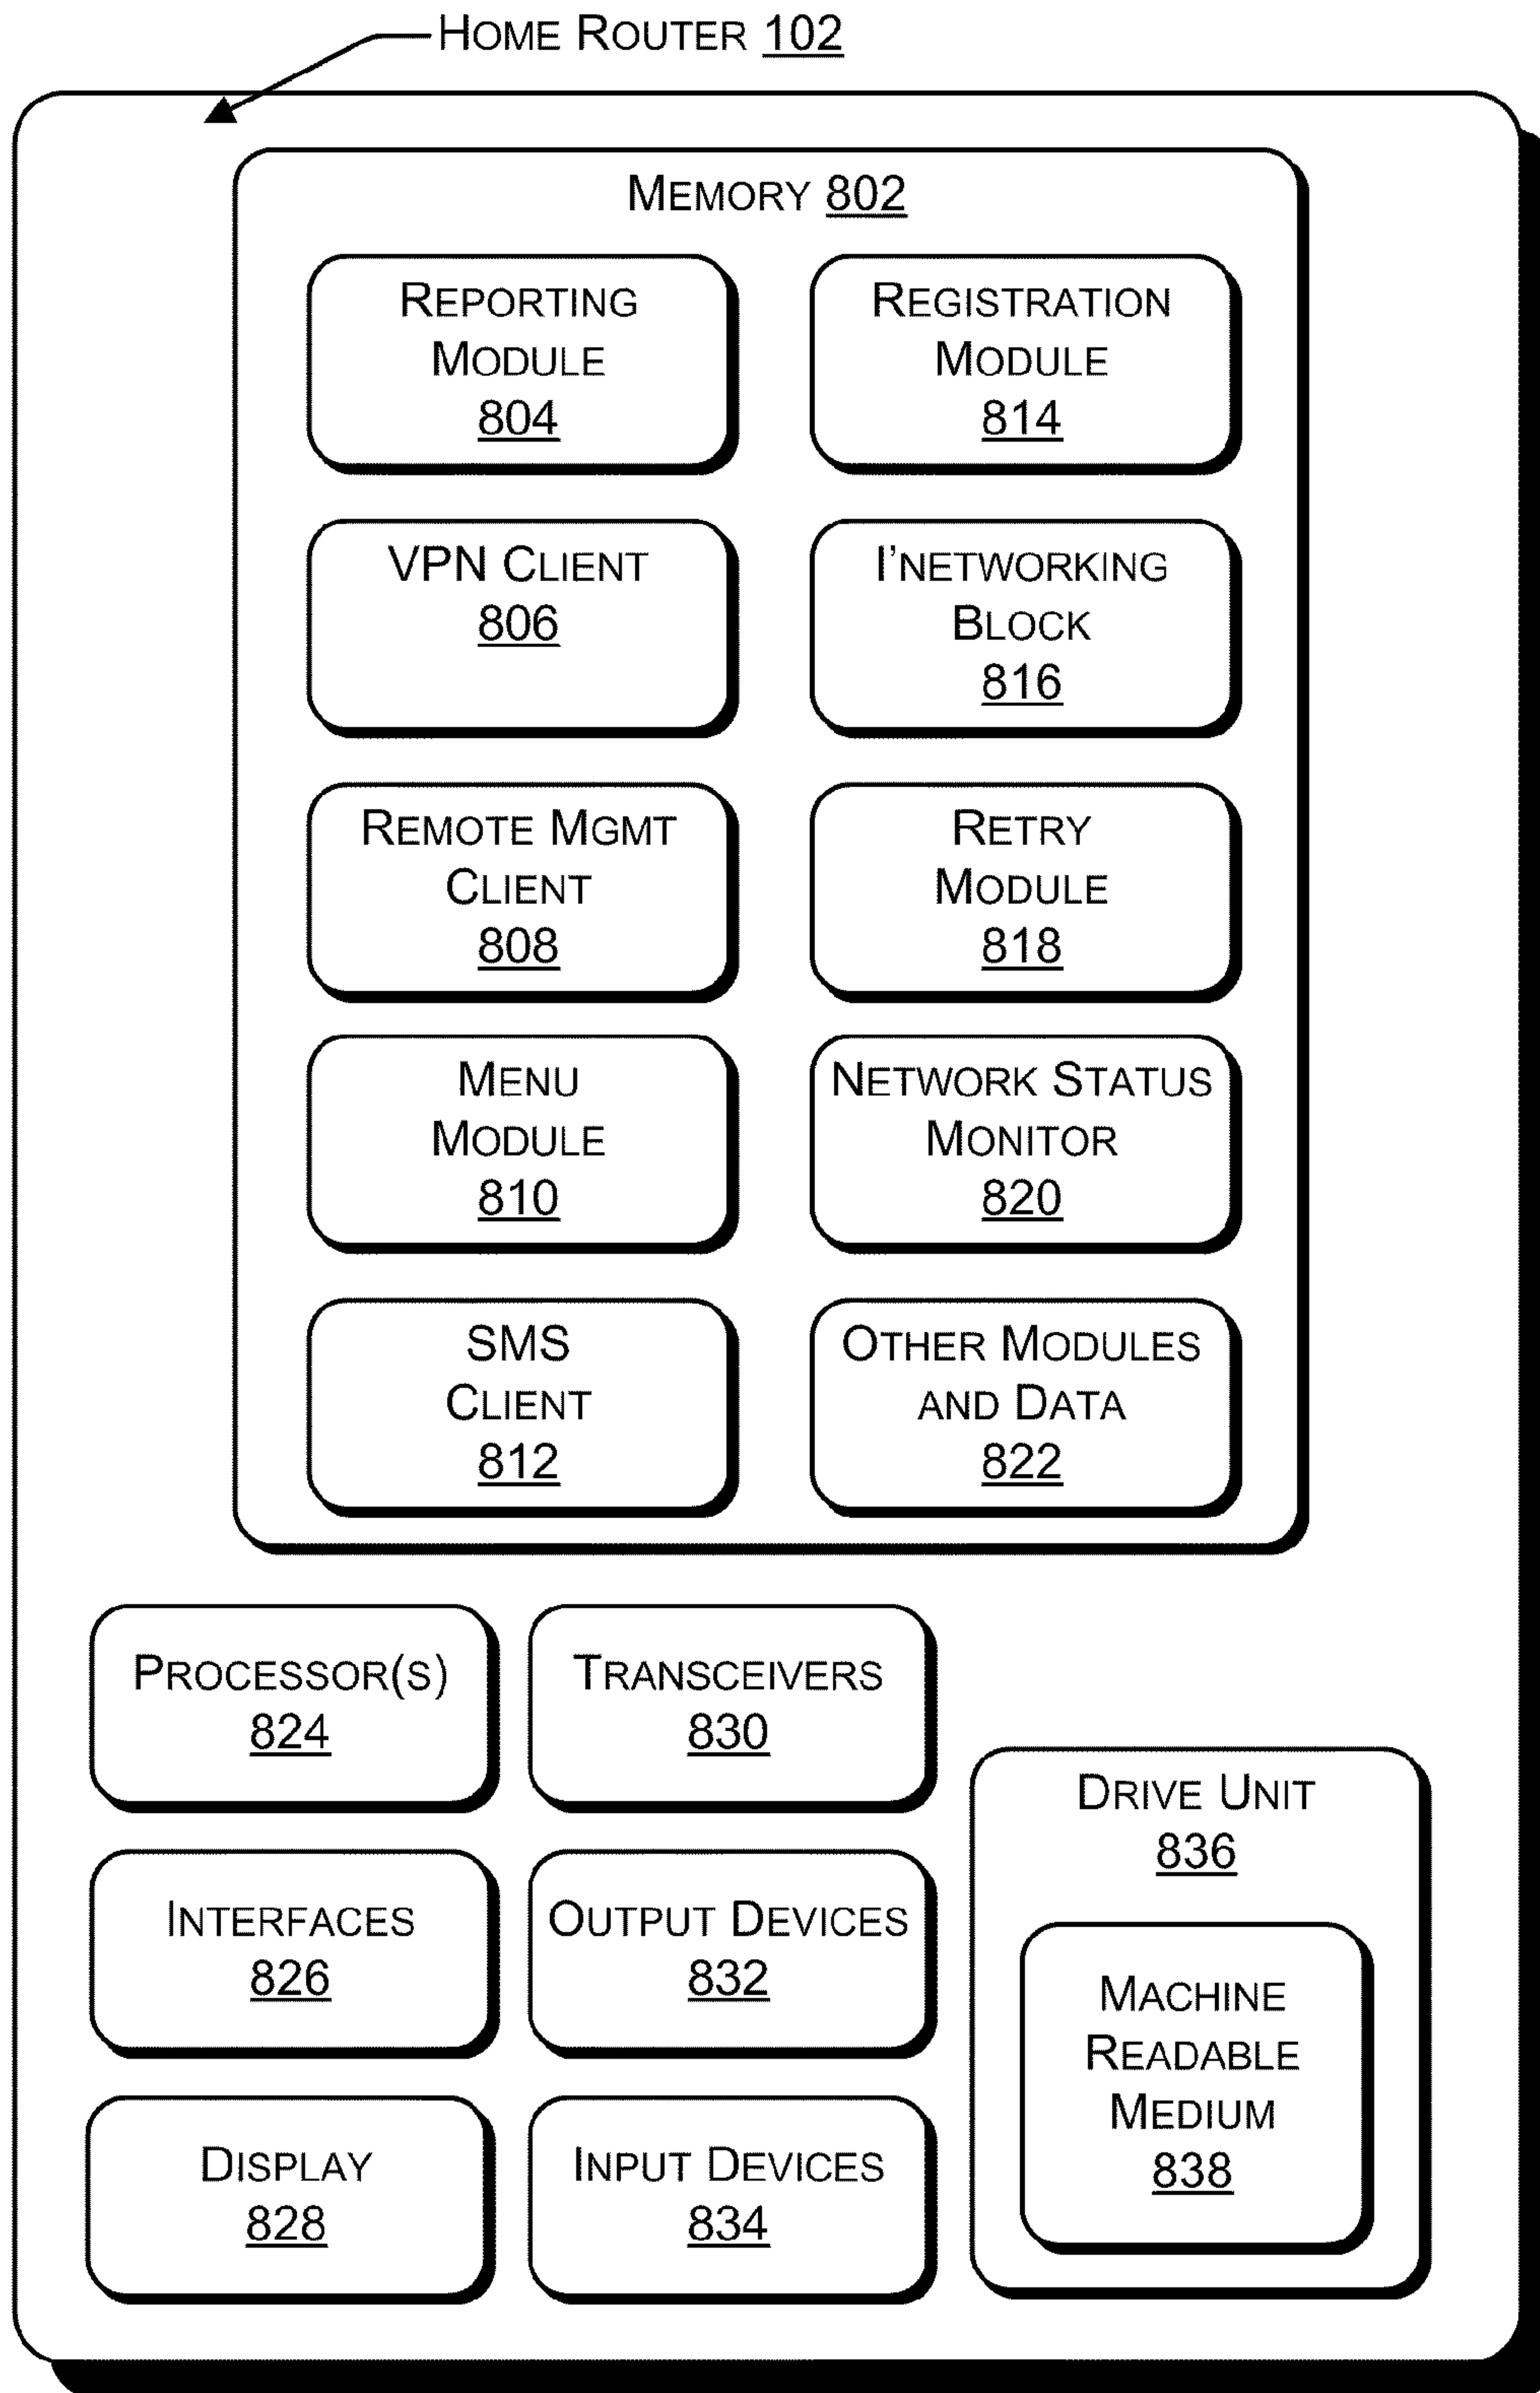 HOME ROUTER 102
MEMORY 802
REPORTING
MODULE
804
REGISTRATION
MODULE
814
VPN CLIENT
806
I'NETWORKING
BLOCK
816
REMOTE MGMT
CLIENT
808
RETRY
MODULE
818
MENU
MODULE
810
NETWORK STATUS
MONITOR
820
SMS
CLIENT
812
OTHER MODULES
AND DATA
822
PROCESSOR(S)
824
TRANSCEIVERS
830
INTERFACES
826
OUTPUT DEVICES
832
DISPLAY
828
INPUT DEVICES
834
DRIVE UNIT
836
MACHINE
READABLE
MEDIUM
838